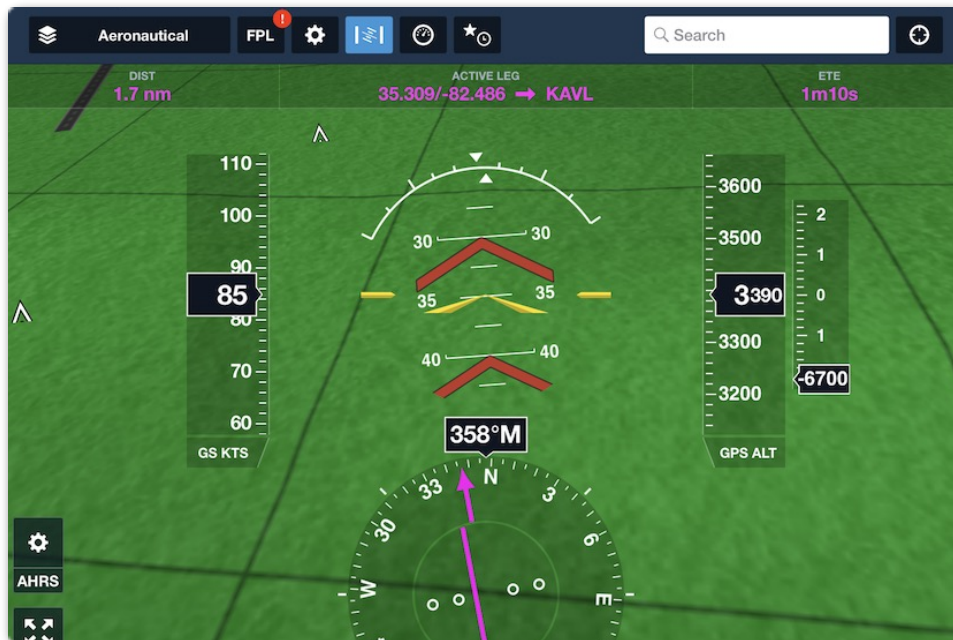 Aeronautical
FPL
!
Search
DIST
1.7 nm
ACTIVE LEG
35.309/-82.486 ➞ KAVL
ETE
1m10s
110
100
90
85
80
70
60
GS KTS
30 30
35 35
40 40
3600
3500
3390
3300
3200
GPS ALT
2
1
0
1
-6700
358°M
33
N
3
30
6
W
E
AHRS